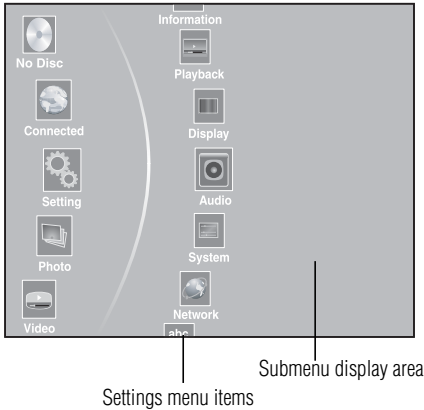 No Disc
Connected
Setting
Photo
Video
Information
Playback
Display
Audio
System
Network
abc
Submenu display area
Settings menu items